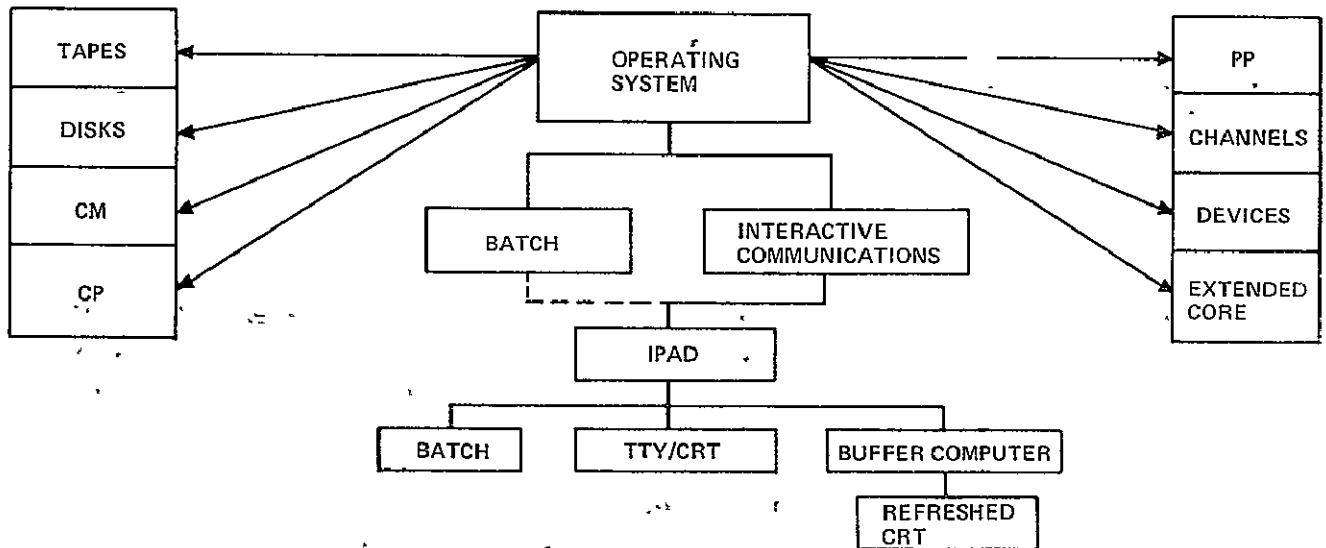 TAPES
DISKS
CM
CP
OPERATING
SYSTEM
BATCH
INTERACTIVE
COMMUNICATIONS
IPAD
BATCH
TTY/CRT
BUFFER COMPUTER
REFRESHED
CRT
PP
CHANNELS
DEVICES
EXTENDED
CORE